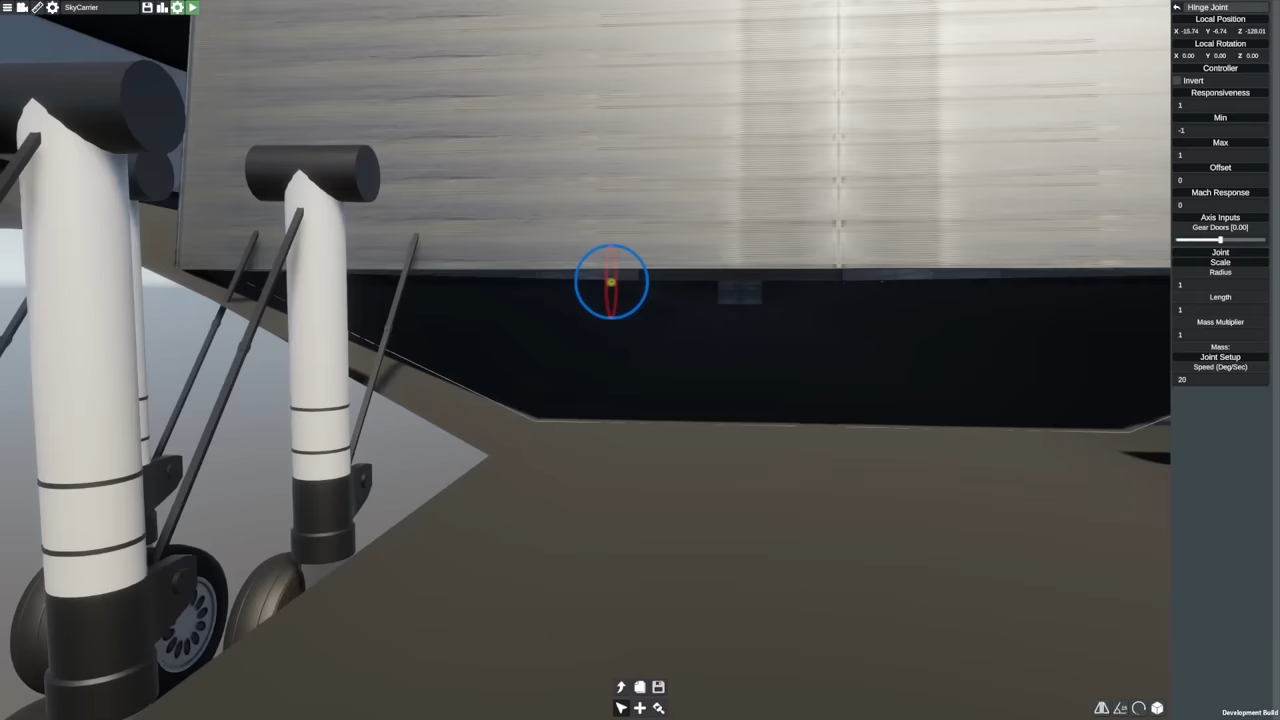 SkyCarrier
Hinge Joint
Local Position
X -15.74 Y -6.74 Z -128.01
Local Rotation
X 0.00 Y 0.00 Z 0.00
Controller
Invert
Responsiveness
1
Min
-1
Max
1
Offset
0
Mach Response
0
Axis Inputs
Gear Doors [0.00]
Joint
Scale
Radius
1
Length
1
Mass Multiplier
1
Mass:
Joint Setup
Speed (Deg/Sec)
20
Development Build